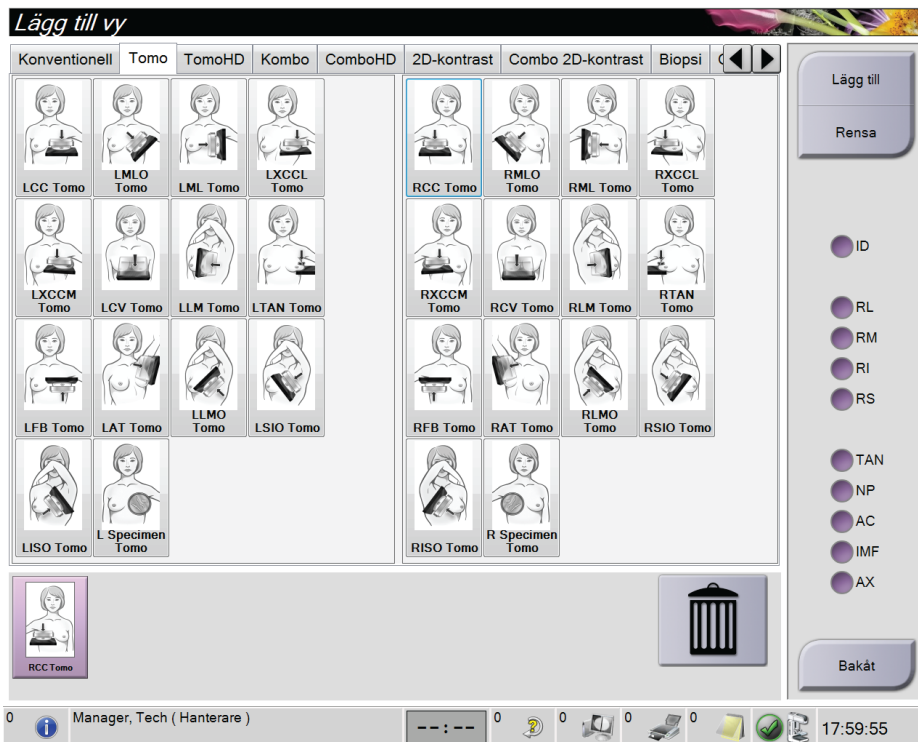 Lägg till vy
Konventionell Tomo TomoHD Kombo ComboHD 2D-kontrast Combo 2D-kontrast Biopsi
Lägg till
Rensa
LCC Tomo
LMLO
Tomo
LML Tomo
LXCCL
Tomo
RCC Tomo
RMLO
Tomo
RML Tomo
RXCCL
Tomo
LXCCM
Tomo
LCV Tomo
LLM Tomo
LTAN Tomo
RXCCM
Tomo
RCV Tomo
RLM Tomo
RTAN
Tomo
LFB Tomo
LAT Tomo
LLMO
Tomo
LSIO Tomo
RFB Tomo
RAT Tomo
RLMO
Tomo
RSIO Tomo
LISO Tomo
L Specimen
Tomo
RISO Tomo
R Specimen
Tomo
ID
RL
RM
RI
RS
TAN
NP
AC
IMF
AX
RCC Tomo
Bakåt
0 Manager, Tech ( Hanterare ) --:-- 0 0 0 0 17:59:55